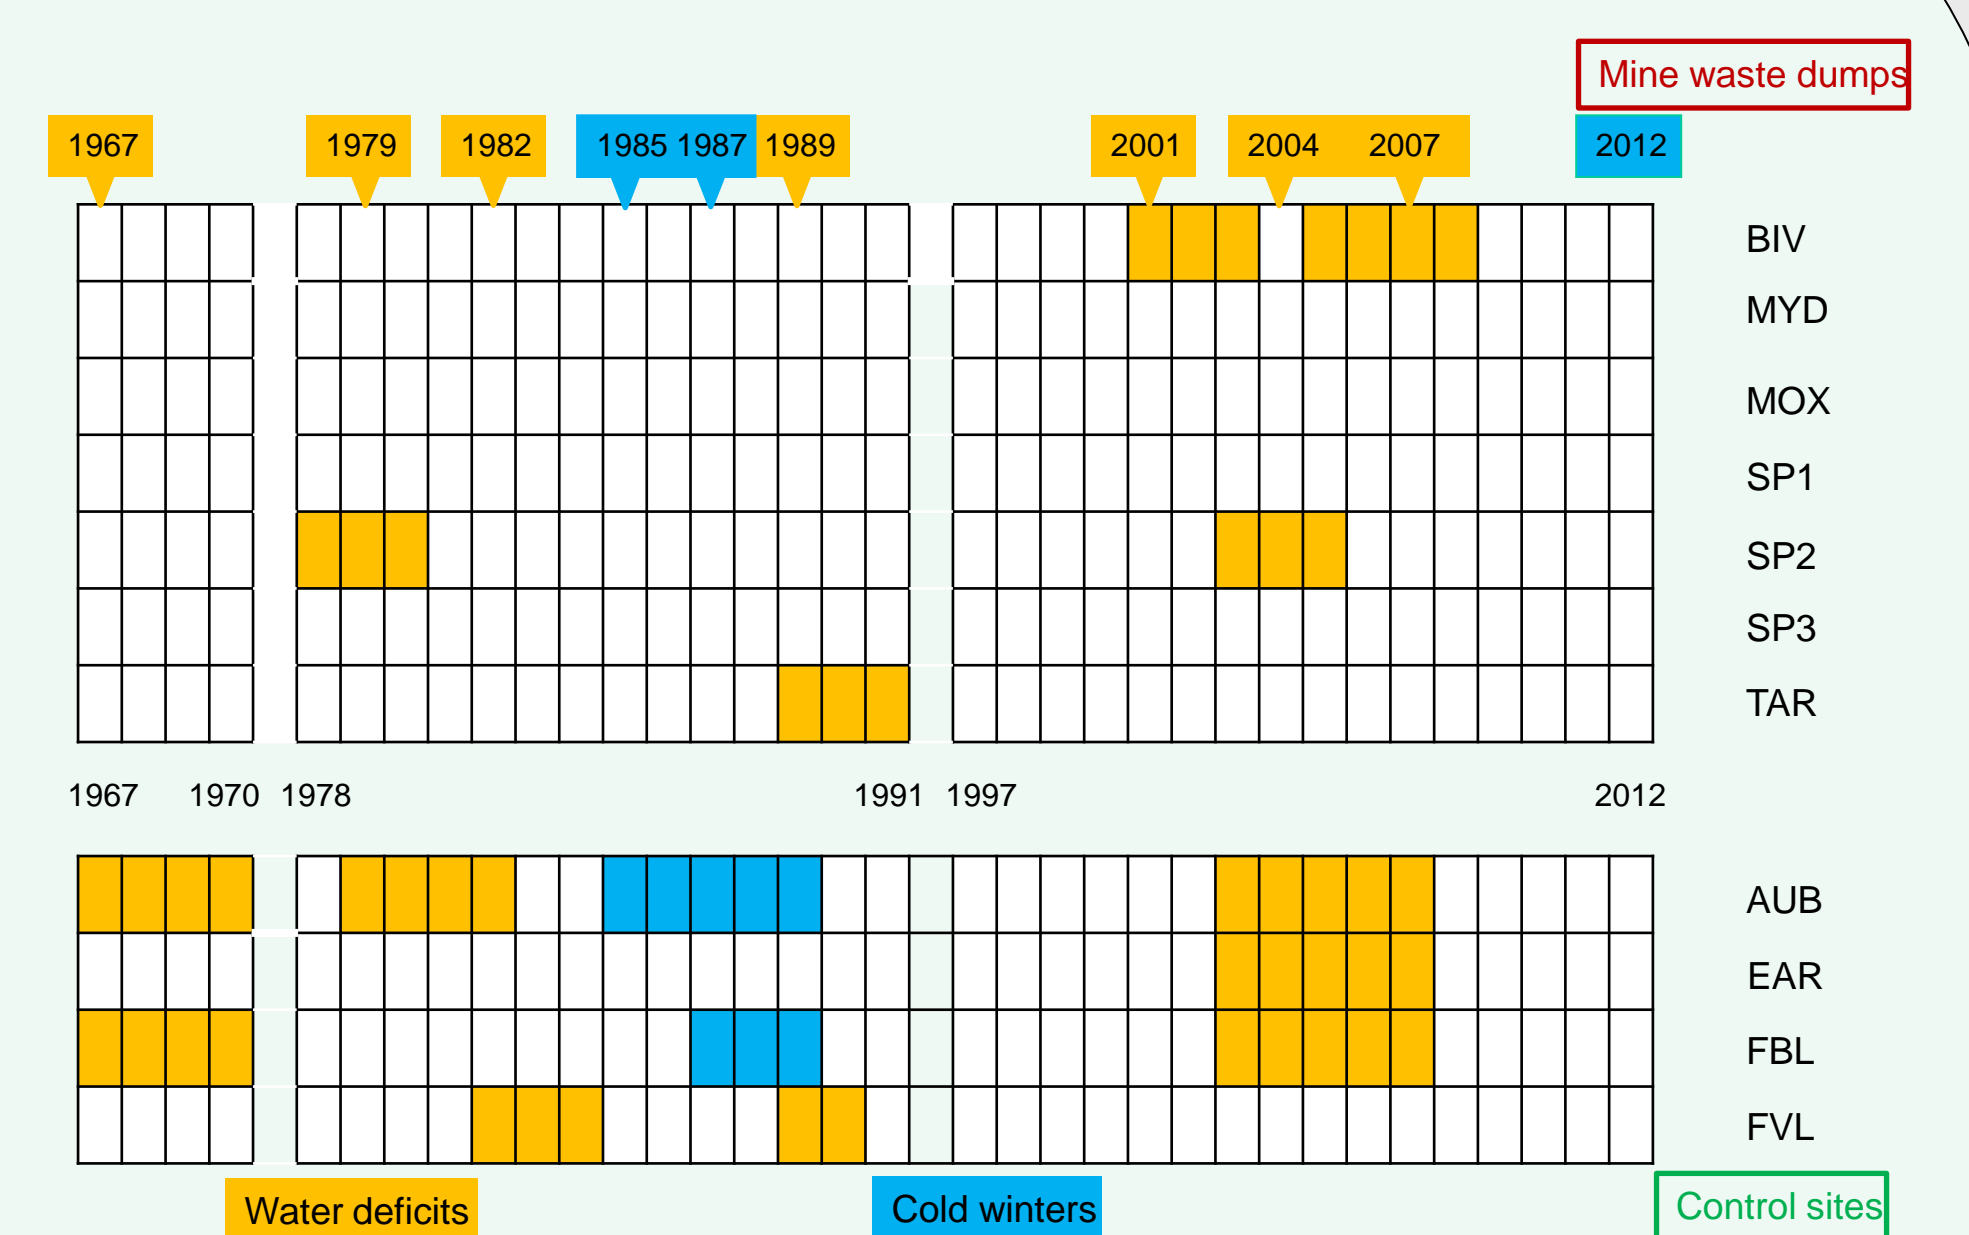 Mine waste dumps
1967 1979 1982 1985 1987 1989 2001 2004 2007 2012
BIV
MYD
MOX
SP1
SP2
SP3
TAR
1967 1970 1978 1991 1997 2012
AUB
EAR
FBL
FVL
Water deficits Cold winters Control sites